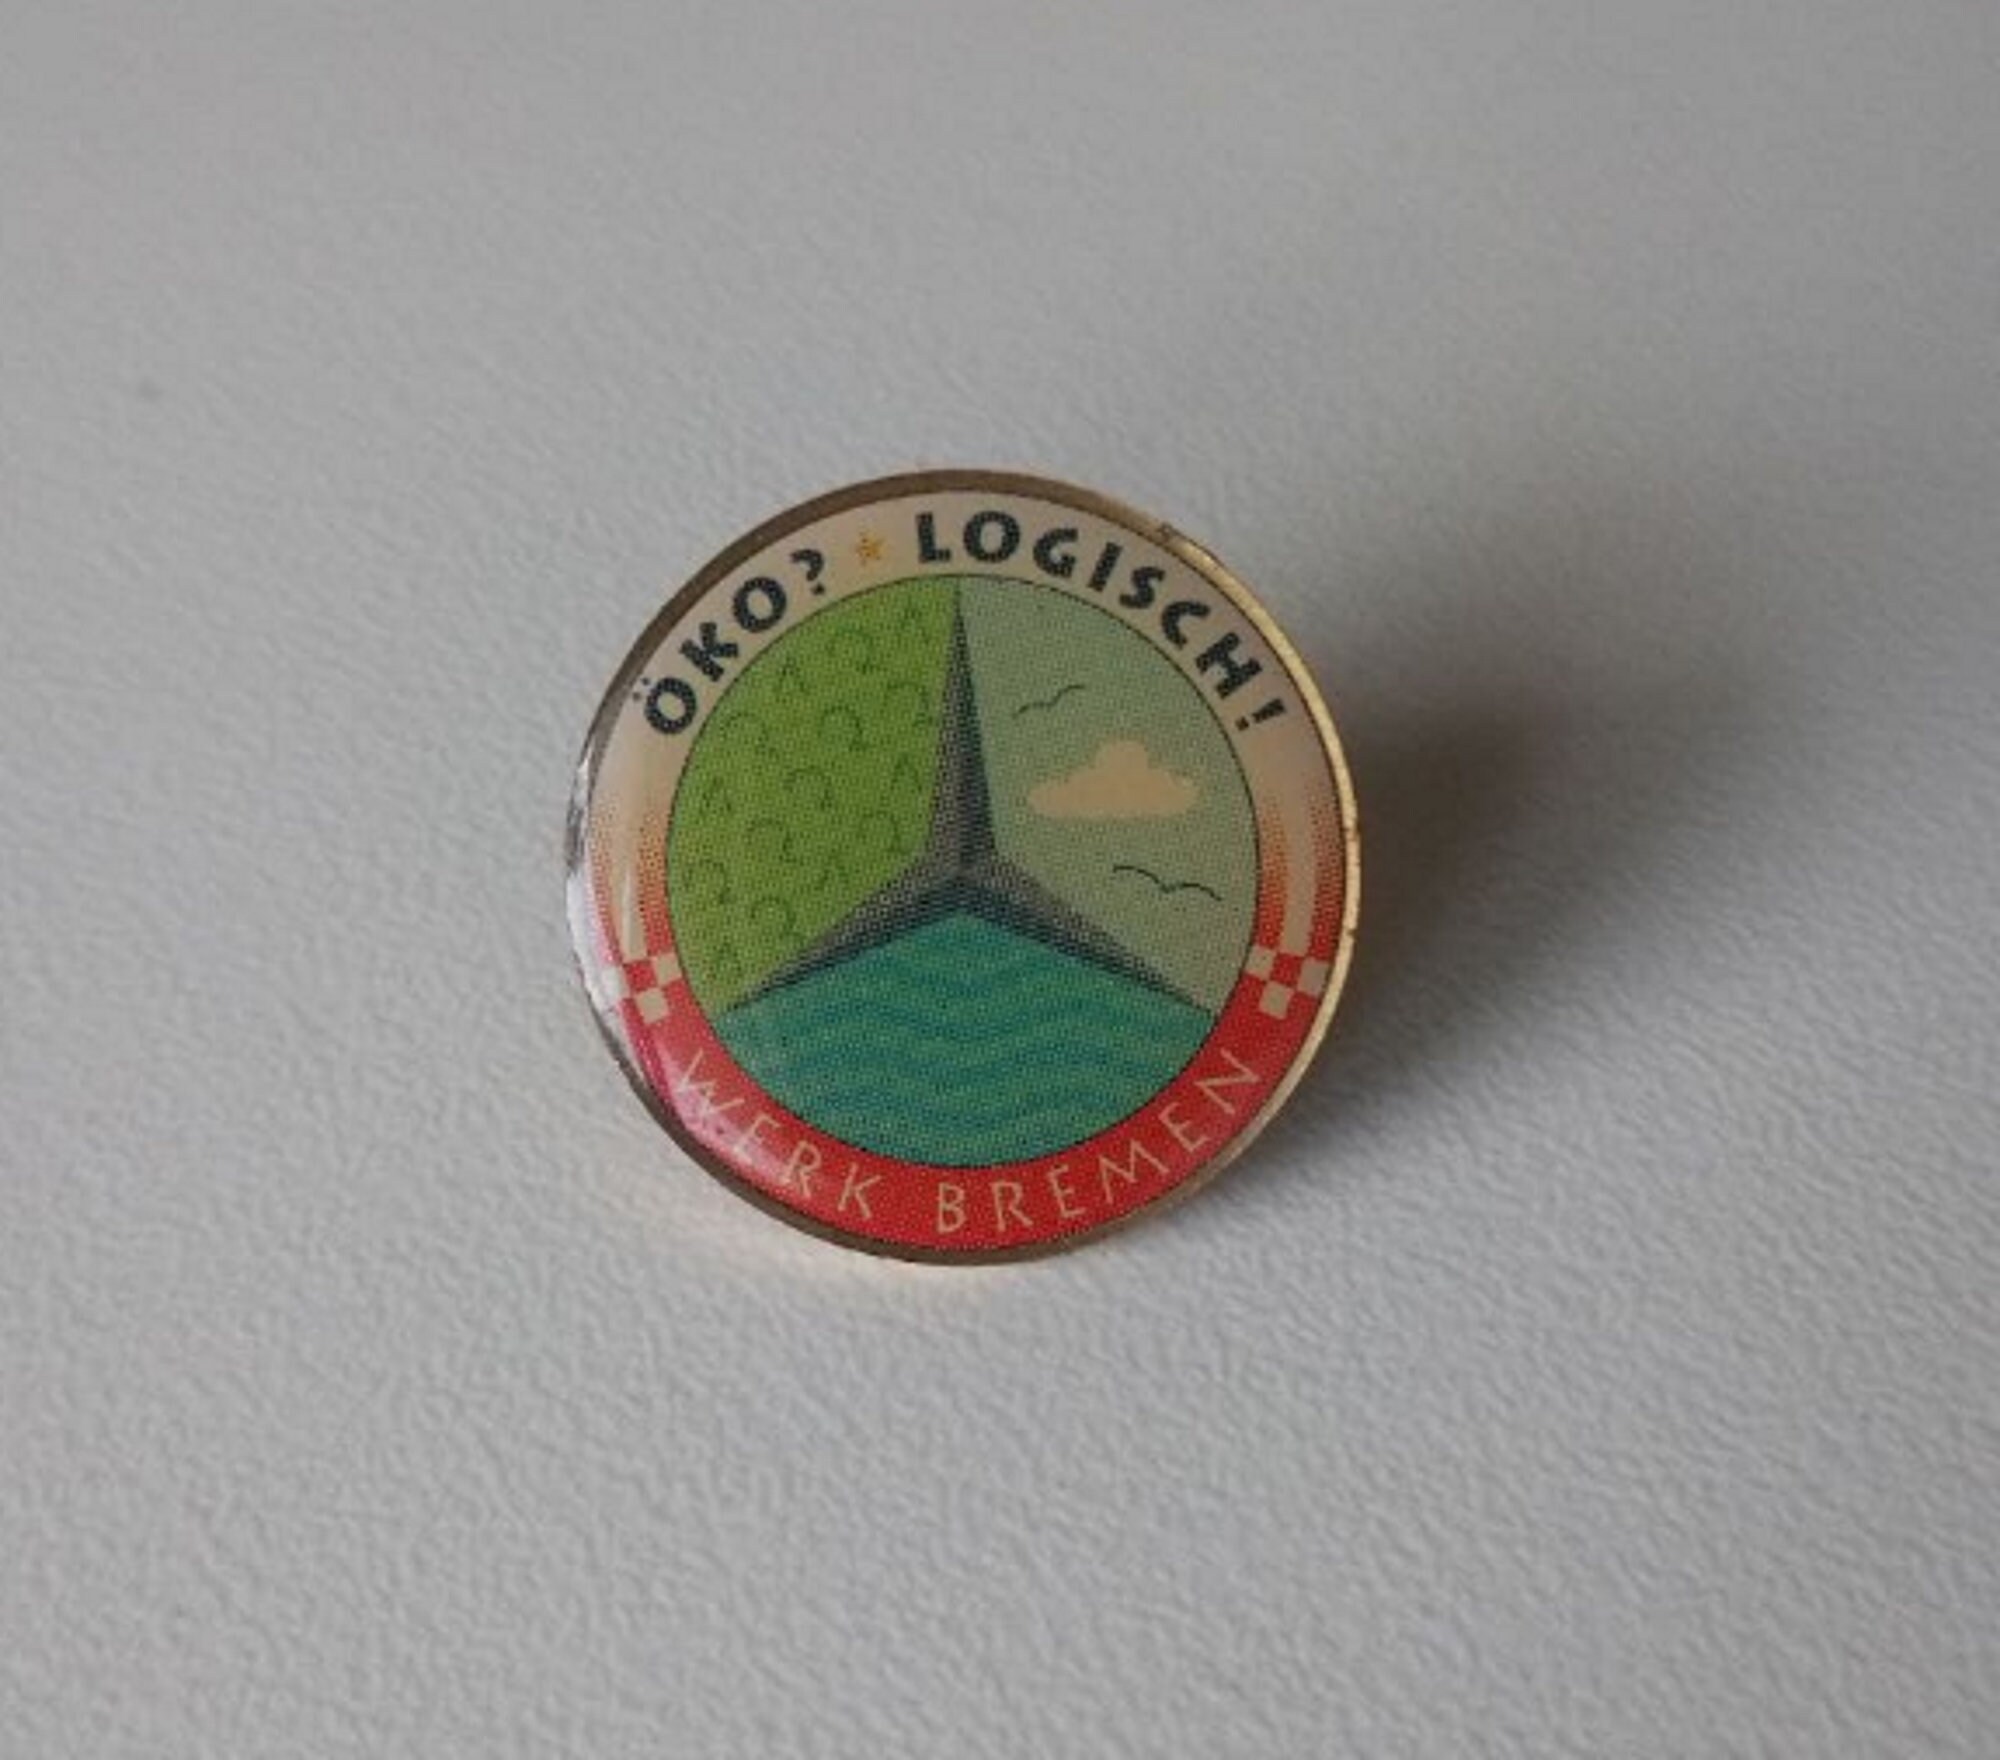 ÖKO? LOGISCH!
WERK BREMEN